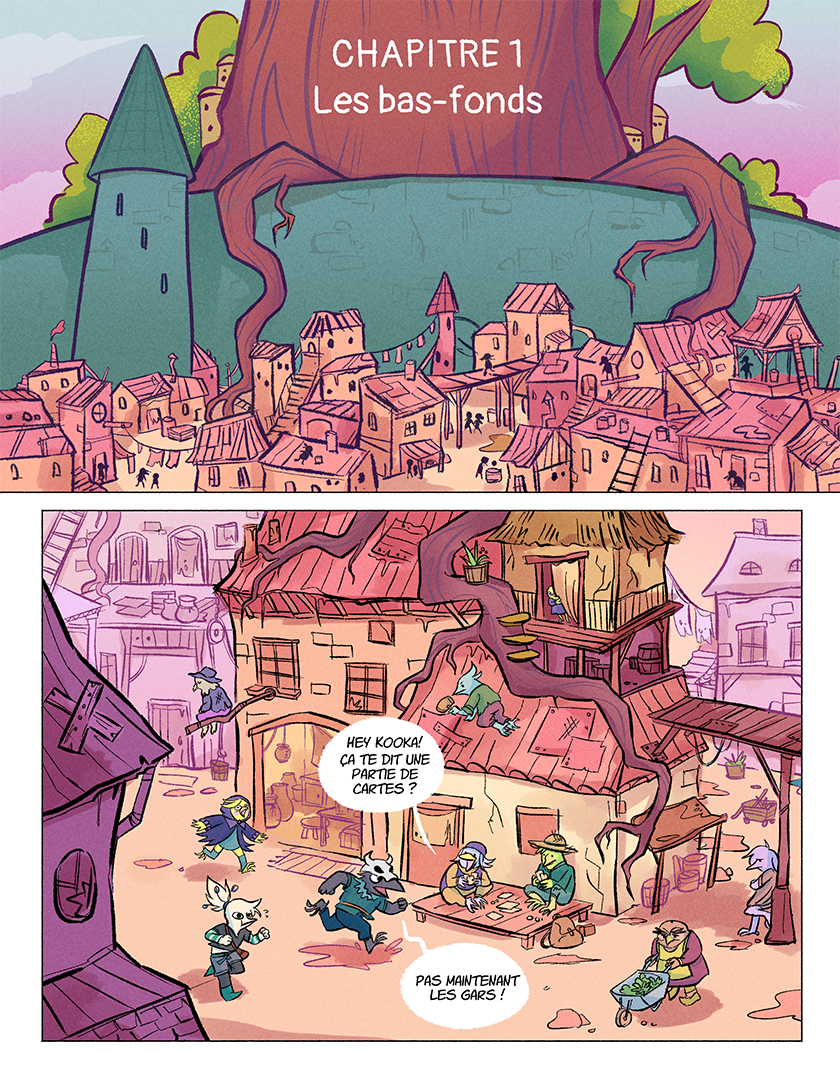 CHAPITRE 1
Les bas-fonds
HEY KOOKA!
ÇA TE DIT UNE
PARTIE DE
CARTES ?
PAS MAINTENANT
LES GARS !